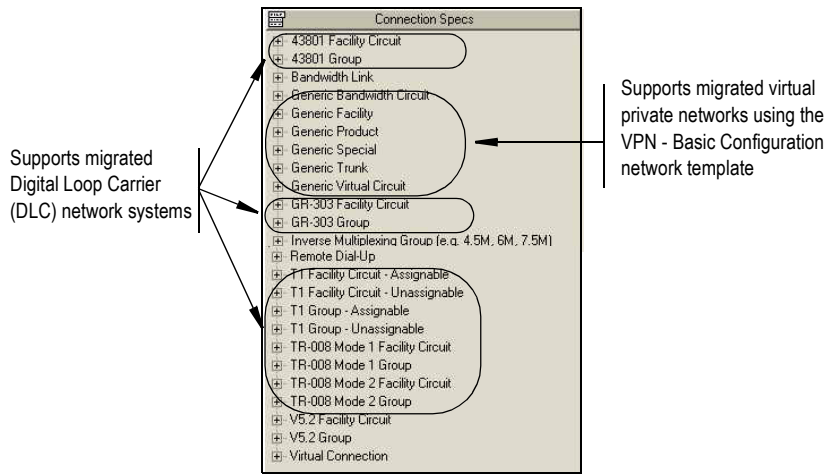 Connection Specs
43801 Facility Circuit
43801 Group
Bandwidth Link
Generic Bandwidth Circuit
Generic Facility
Generic Product
Generic Special
Generic Trunk
Generic Virtual Circuit
GR-303 Facility Circuit
GR-303 Group
Inverse Multiplexing Group (e.g. 4.5M, 6M, 7.5M)
Remote Dial-Up
T1 Facility Circuit - Assignable
T1 Facility Circuit - Unassignable
T1 Group - Assignable
T1 Group - Unassignable
TR-008 Mode 1 Facility Circuit
TR-008 Mode 1 Group
TR-008 Mode 2 Facility Circuit
TR-008 Mode 2 Group
V5.2 Facility Circuit
V5.2 Group
Virtual Connection
Supports migrated
Digital Loop Carrier
(DLC) network systems
Supports migrated virtual
private networks using the
VPN - Basic Configuration
network template